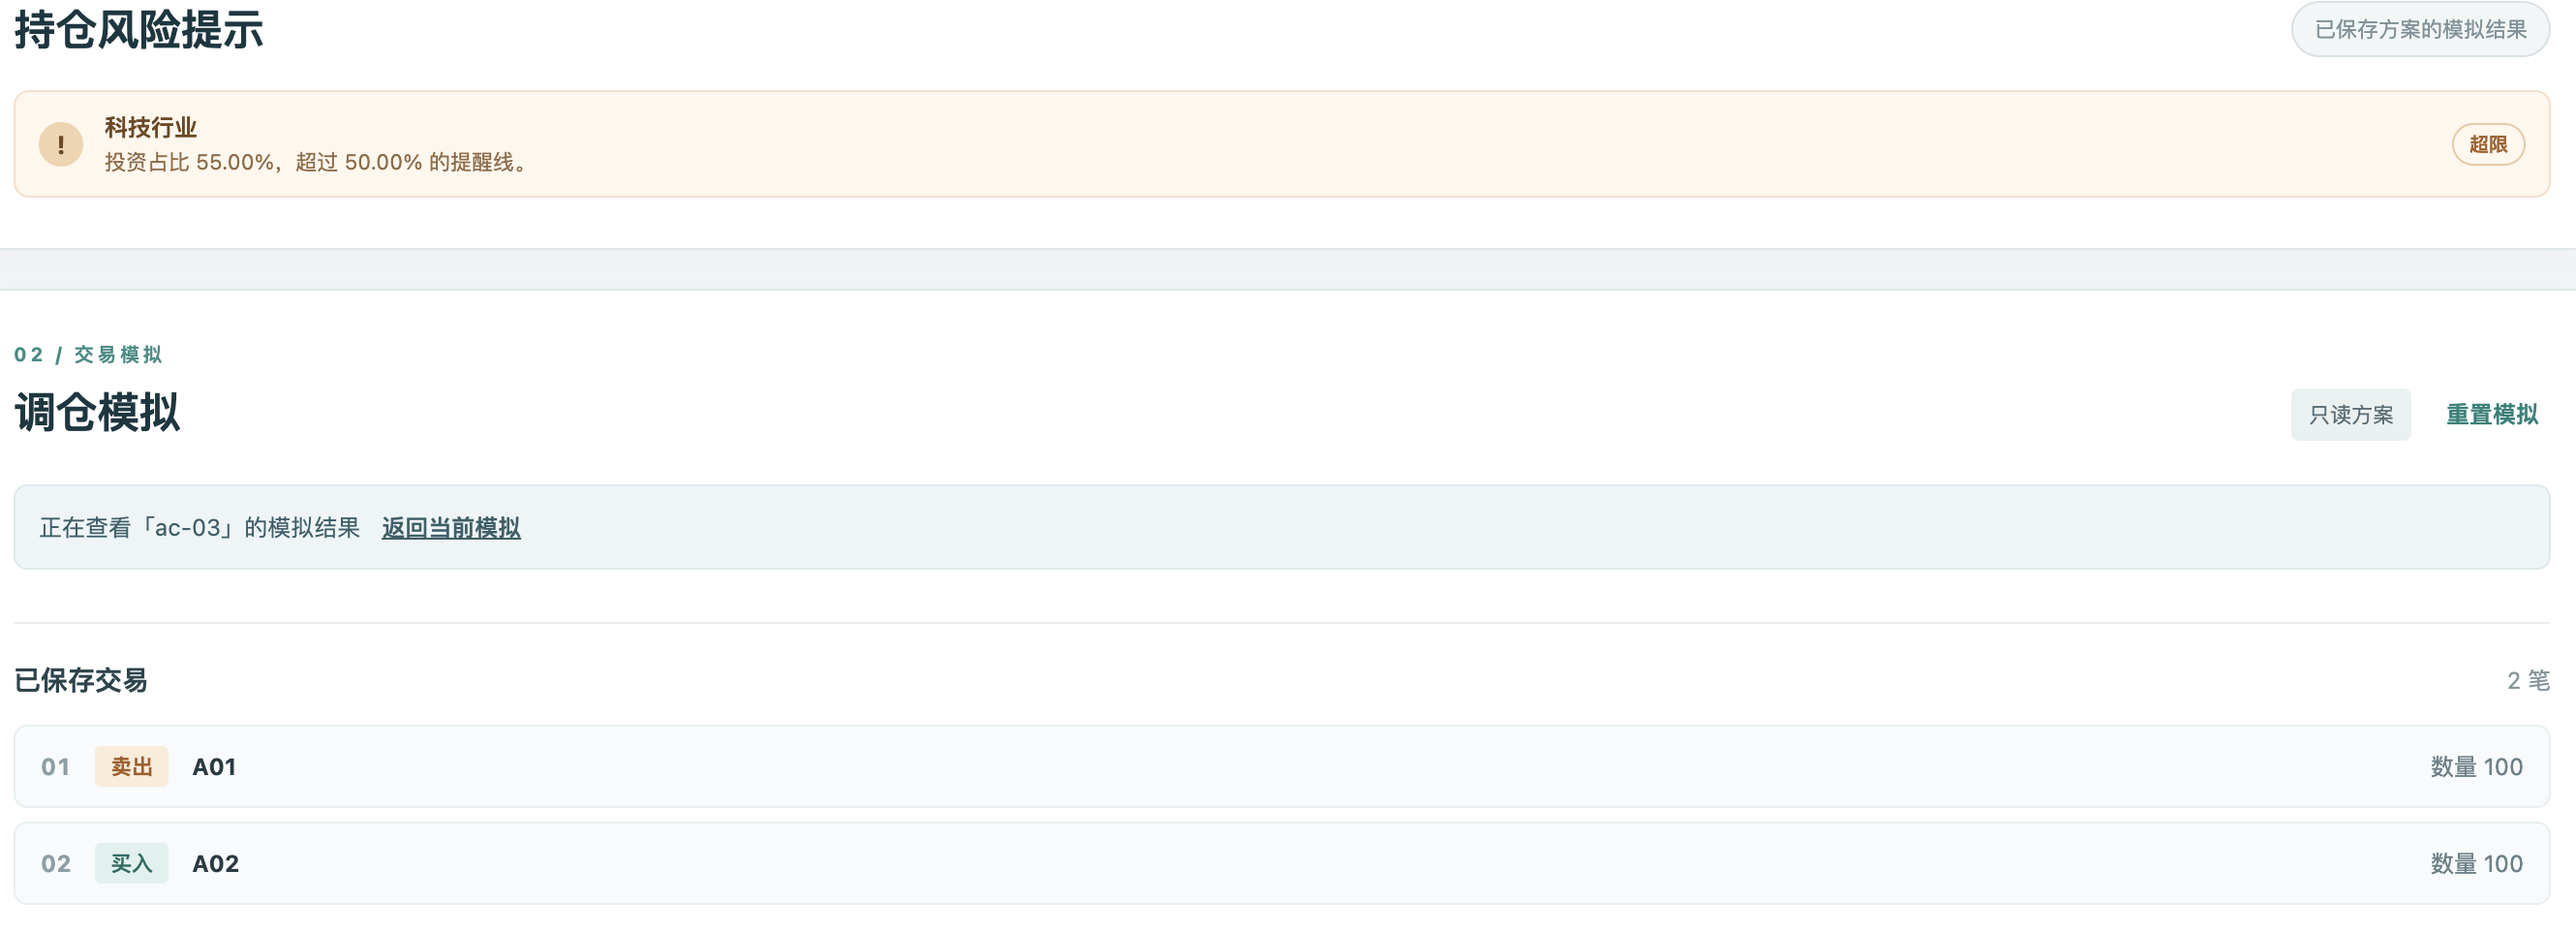 持仓风险提示
已保存方案的模拟结果
!
科技行业
投资占比 55.00%，超过 50.00% 的提醒线。
超限
02 / 交易模拟
调仓模拟
只读方案
重置模拟
正在查看「ac-03」的模拟结果 返回当前模拟
已保存交易
2 笔
01 卖出 A01 数量 100
02 买入 A02 数量 100